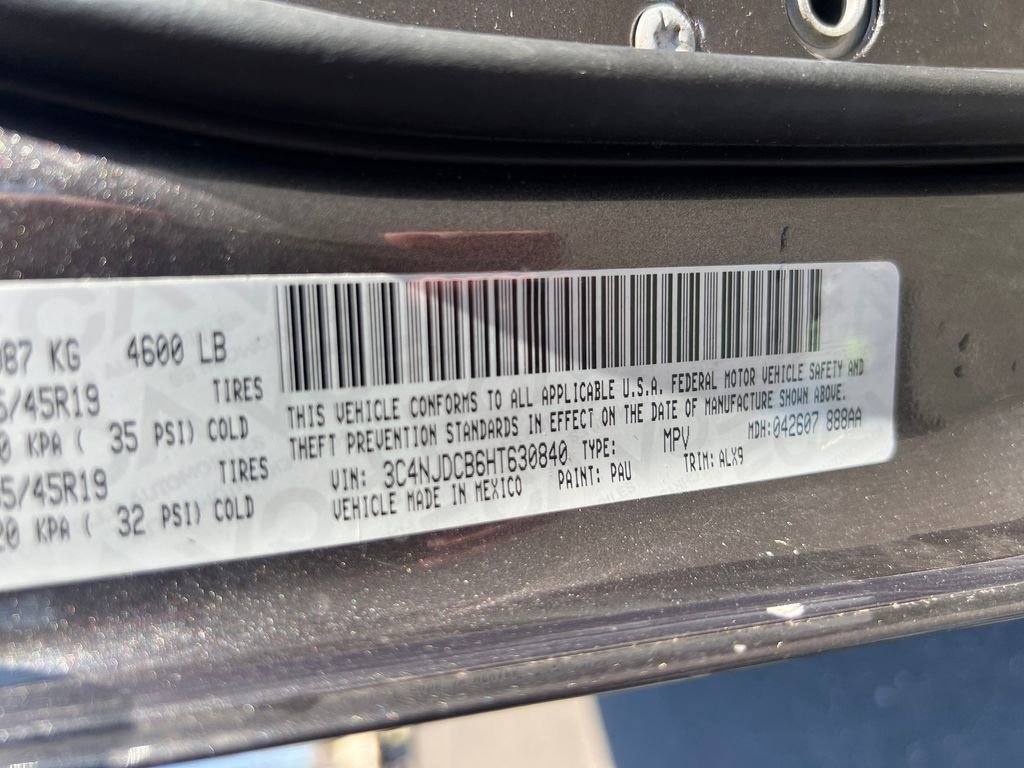 087 KG 4600 LB
5/45R19 TIRES
0 KPA ( 35 PSI) COLD
5/45R19 TIRES
20 KPA ( 32 PSI) COLD
THIS VEHICLE CONFORMS TO ALL APPLICABLE U.S.A. FEDERAL MOTOR VEHICLE SAFETY AND
THEFT PREVENTION STANDARDS IN EFFECT ON THE DATE OF MANUFACTURE SHOWN ABOVE.
VIN: 3C4NJDCB6HT630840 TYPE: MPV MDH:042607 888AA
VEHICLE MADE IN MEXICO PAINT: PAU TRIM: ALX9